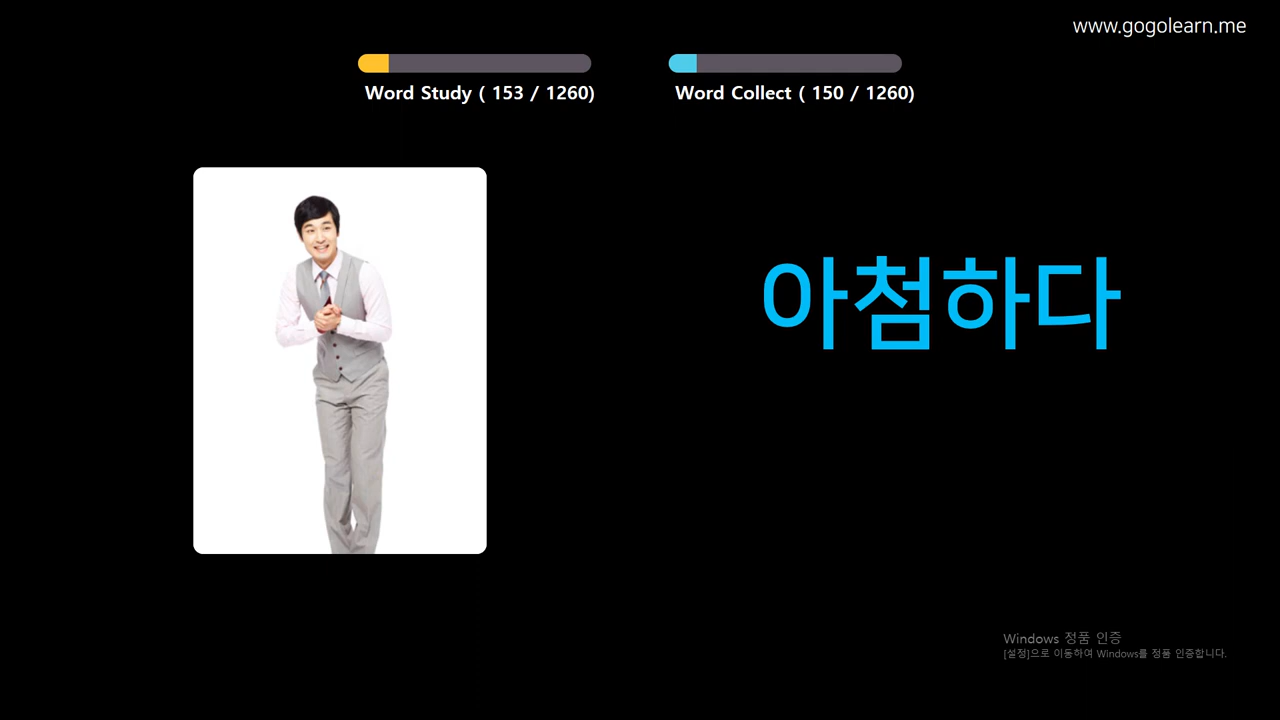 www.gogolearn.me
Word Study ( 153 / 1260)
Word Collect ( 150 / 1260)
아첨하다
Windows 정품 인증
[설정]으로 이동하여 Windows를 정품 인증합니다.